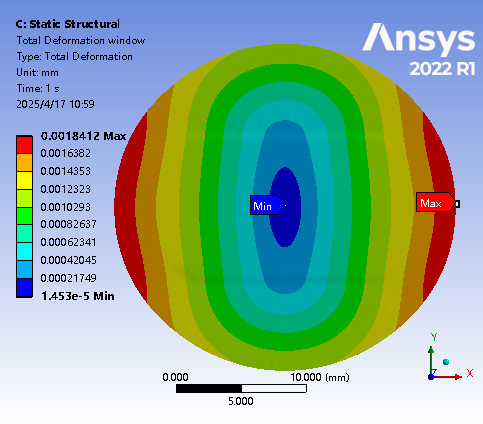 C: Static Structural
Total Deformation window
Type: Total Deformation
Unit: mm
Time: 1 s
2025/4/17 10:59
Ansys
2022 R1
0.0018412 Max
0.0016382
0.0014353
0.0012323
0.0010293
0.00082637
0.00062341
0.00042045
0.00021749
1.453e-5 Min
Min
Max
0.000
10.000 (mm)
5.000
Y
Z
X